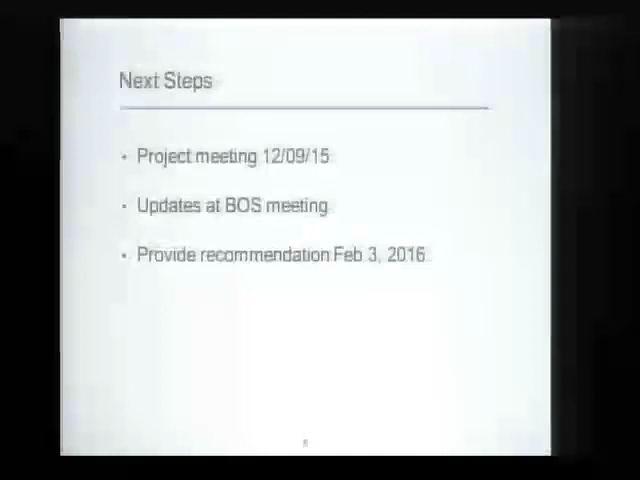 Next Steps
• Project meeting 12/09/15
• Updates at BOS meeting
• Provide recommendation Feb 3, 2016